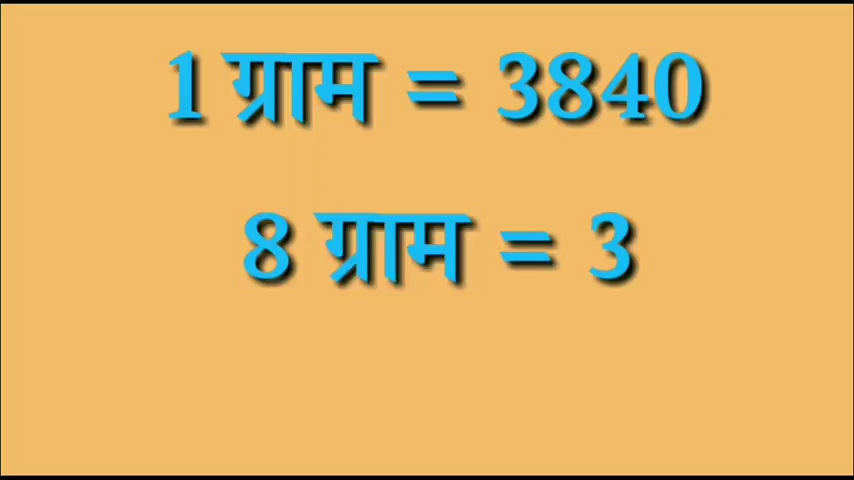 1 ग्राम = 3840
8 ग्राम = 3